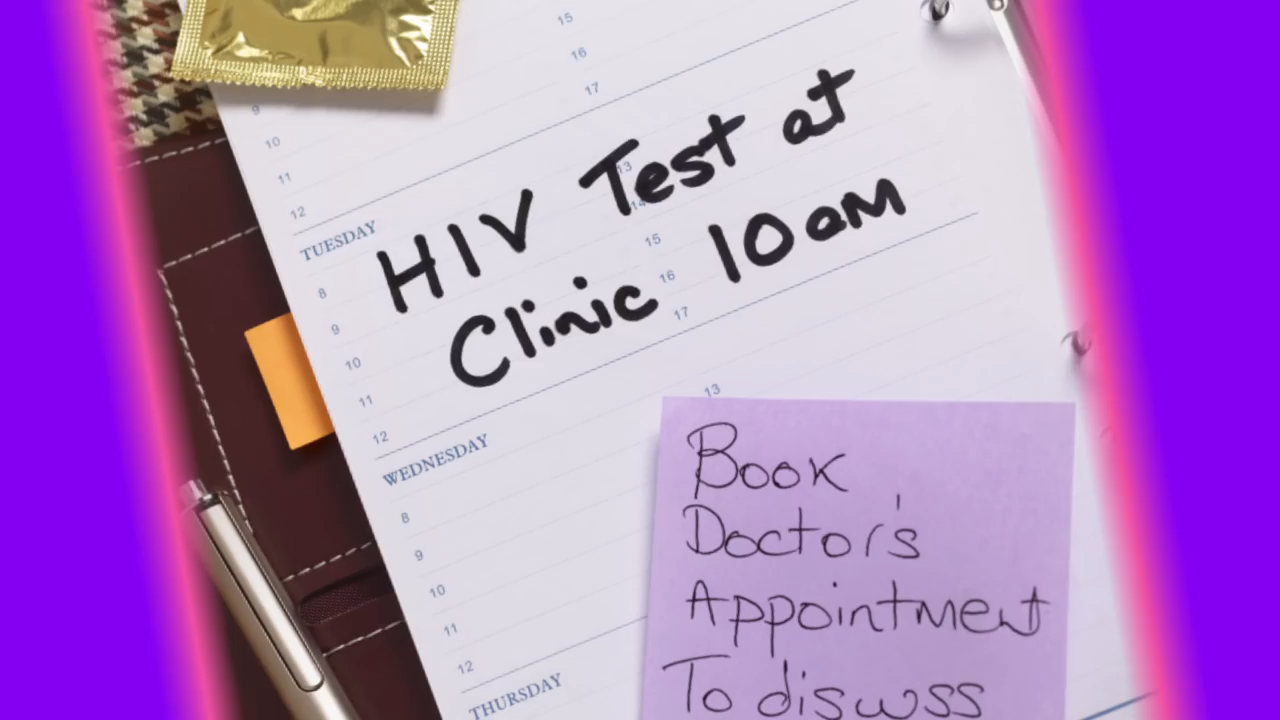 15
16
17
9
10
11
12
TUESDAY
HIV Test at
Clinic 10am
8
9
10
11
12
13
14
15
16
17
WEDNESDAY
8
9
10
11
12
13
THURSDAY
Book
Doctor's
Appointment
To discuss